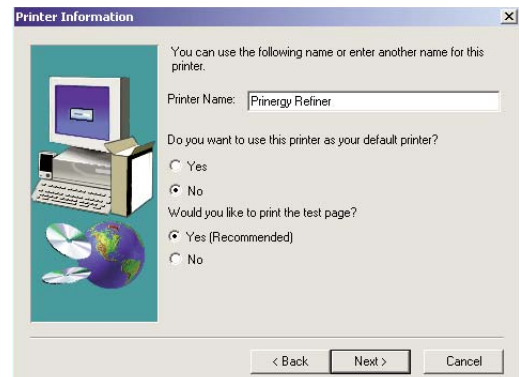 Printer Information
You can use the following name or enter another name for this
printer.
Printer Name: Prinergy Refiner
Do you want to use this printer as your default printer?
Yes
No
Would you like to print the test page?
Yes (Recommended)
No
< Back Next > Cancel